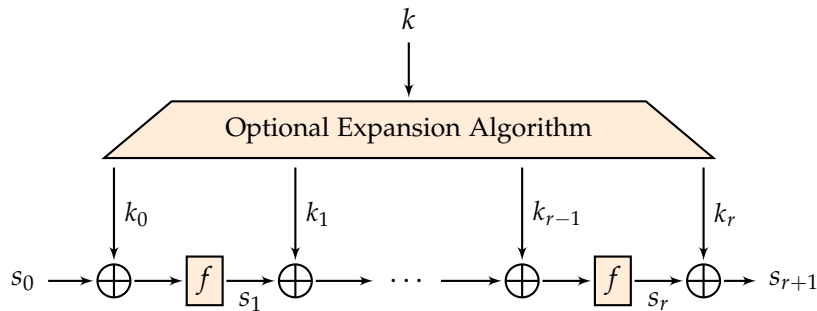 k
Optional Expansion Algorithm
k₀ k₁ kᵣ₋₁ kᵣ
s₀ f s₁ ··· f sᵣ sᵣ₊₁